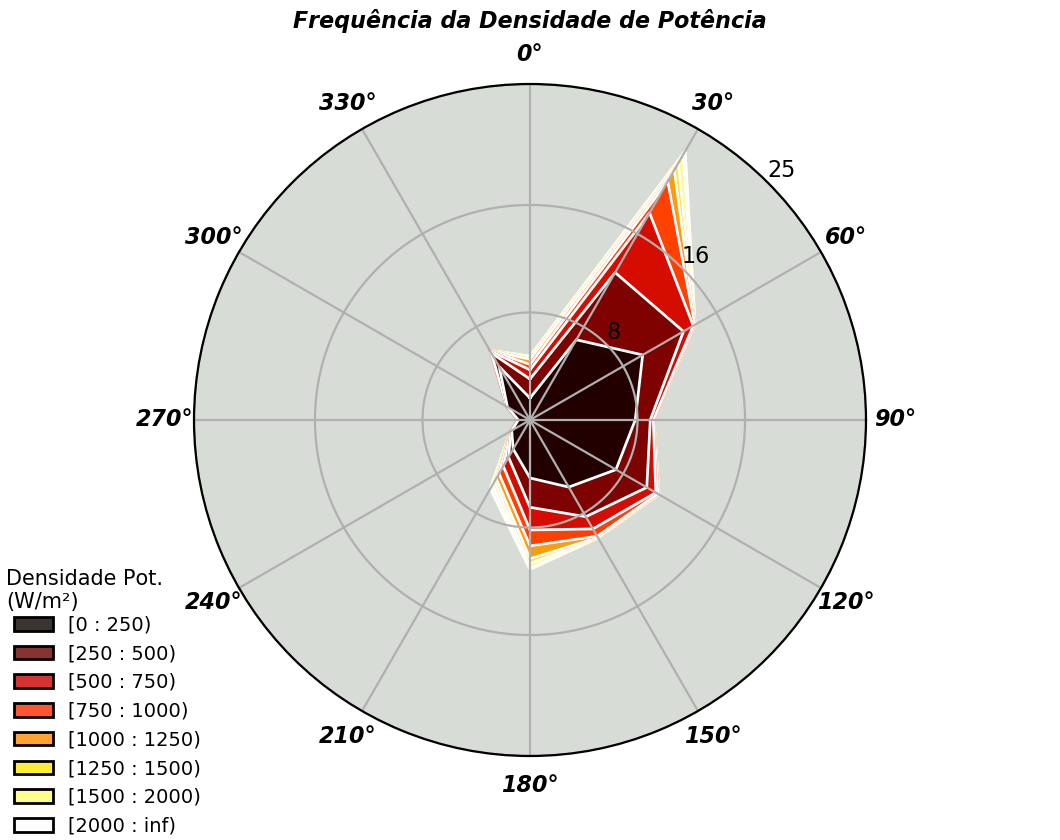 Frequência da Densidade de Potência
0°
330°
30°
25
300°
60°
16
8
270°
90°
Densidade Pot.
(W/m²)
240°
120°
[0 : 250)
[250 : 500)
[500 : 750)
[750 : 1000)
[1000 : 1250)
[1250 : 1500)
[1500 : 2000)
[2000 : inf)
210°
150°
180°